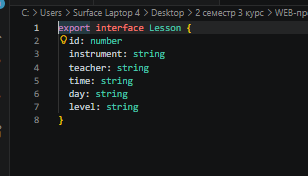 C: > Users > Surface Laptop 4 > Desktop > 2 семестр 3 курс > WEB-пр
1 export interface Lesson {
2 id: number
3 instrument: string
4 teacher: string
5 time: string
6 day: string
7 level: string
8 }